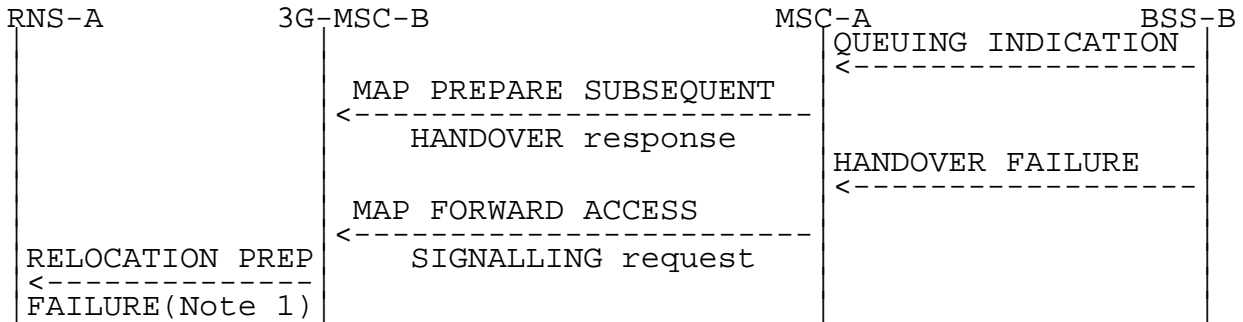 RNS-A 3G-MSC-B MSC-A BSS-B
QUEUING INDICATION
MAP PREPARE SUBSEQUENT
HANDOVER response
HANDOVER FAILURE
MAP FORWARD ACCESS
RELOCATION PREP SIGNALLING request
FAILURE(Note 1)